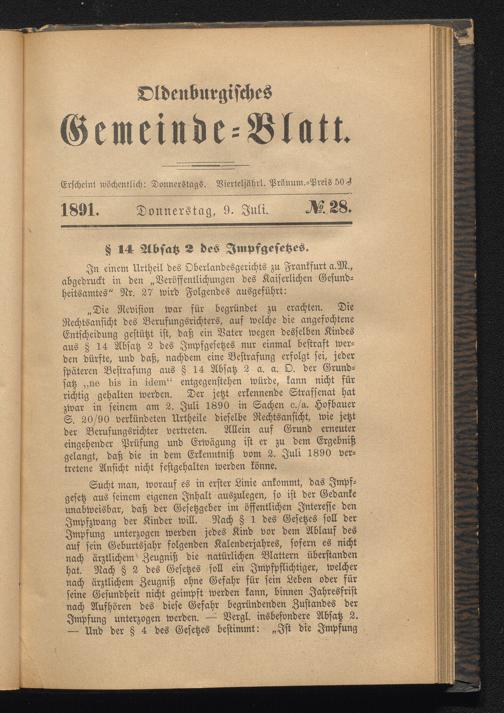 Oldenburgisches
Gemeinde-Blatt.
Erscheint wöchentlich: Donnerstags. Vierteljährl. Pränum.-Preis 50 ₰
1891. Donnerstag, 9. Juli. №. 28.
§ 14 Absatz 2 des Impfgesetzes.
In einem Urtheil des Oberlandesgerichts zu Frankfurt a.M.,
abgedruckt in den „Veröffentlichungen des Kaiserlichen Gesund-
heitsamtes“ Nr. 27 wird Folgendes ausgeführt:
„Die Revision war für begründet zu erachten. Die
Rechtsansicht des Berufungsrichters, auf welche die angefochtene
Entscheidung gestützt ist, daß ein Vater wegen desselben Kindes
aus § 14 Absatz 2 des Impfgesetzes nur einmal bestraft wer-
den dürfte, und daß, nachdem eine Bestrafung erfolgt sei, jeder
späteren Bestrafung aus § 14 Absatz 2 a. a. O. der Grund-
satz „ne bis in idem“ entgegenstehen würde, kann nicht für
richtig gehalten werden. Der jetzt erkennende Strafsenat hat
zwar in seinem am 2. Juli 1890 in Sachen c./a. Hofbauer
S. 20/90 verkündeten Urtheile dieselbe Rechtsansicht, wie jetzt
der Berufungsrichter vertreten. Allein auf Grund erneuter
eingehender Prüfung und Erwägung ist er zu dem Ergebniß
gelangt, daß die in dem Erkenntniß vom 2. Juli 1890 ver-
tretene Ansicht nicht festgehalten werden könne.
Sucht man, worauf es in erster Linie ankommt, das Impf-
gesetz aus seinem eigenen Inhalt auszulegen, so ist der Gedanke
unabweisbar, daß der Gesetzgeber im öffentlichen Interesse den
Impfzwang der Kinder will. Nach § 1 des Gesetzes soll der
Impfung unterzogen werden jedes Kind vor dem Ablauf des
auf sein Geburtsjahr folgenden Kalenderjahres, sofern es nicht
nach ärztlichem Zeugniß die natürlichen Blattern überstanden
hat. Nach § 2 des Gesetzes soll ein Impfpflichtiger, welcher
nach ärztlichem Zeugniß ohne Gefahr für sein Leben oder für
seine Gesundheit nicht geimpft werden kann, binnen Jahresfrist
nach Aufhören des diese Gefahr begründenden Zustandes der
Impfung unterzogen werden. — Vergl. insbesondere Absatz 2.
— Und der § 4 des Gesetzes bestimmt: „Ist die Impfung